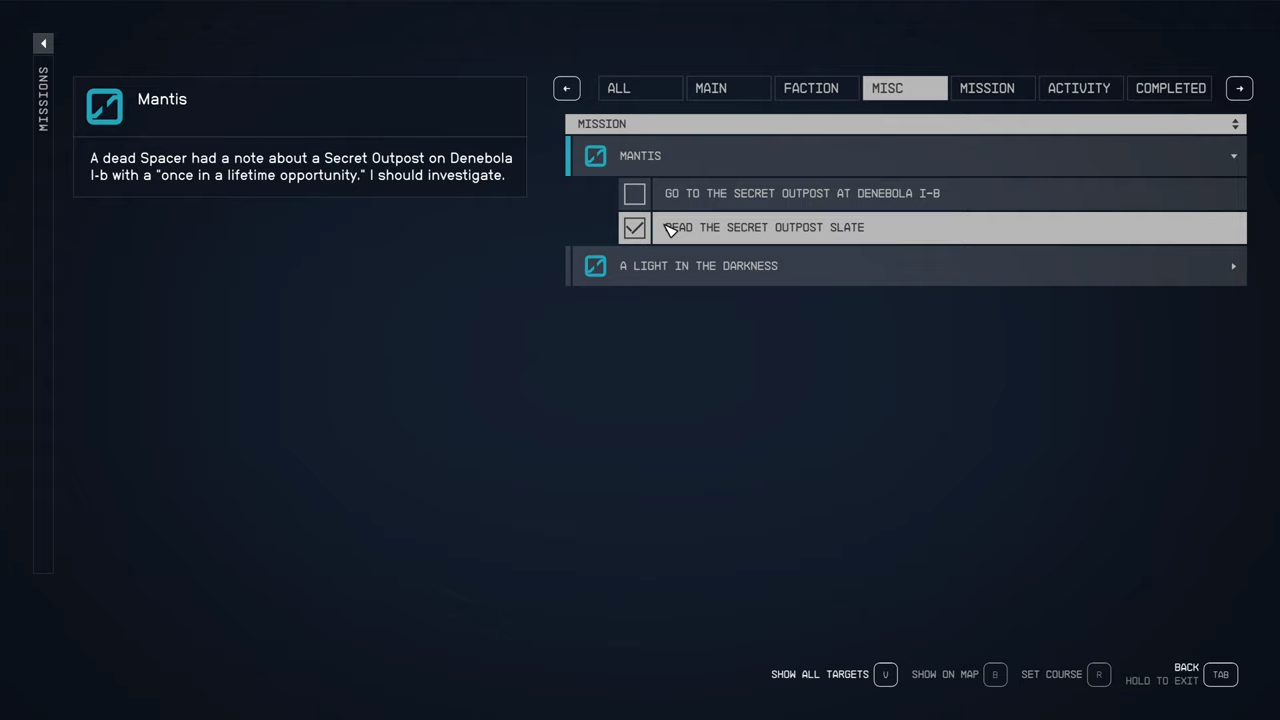 MISSIONS
Mantis
A dead Spacer had a note about a Secret Outpost on Denebola
I-b with a "once in a lifetime opportunity." I should investigate.
ALL
MAIN
FACTION
MISC
MISSION
ACTIVITY
COMPLETED
MISSION
MANTIS
GO TO THE SECRET OUTPOST AT DENEBOLA I-B
READ THE SECRET OUTPOST SLATE
A LIGHT IN THE DARKNESS
SHOW ALL TARGETS V
SHOW ON MAP B
SET COURSE R
BACK
HOLD TO EXIT
TAB